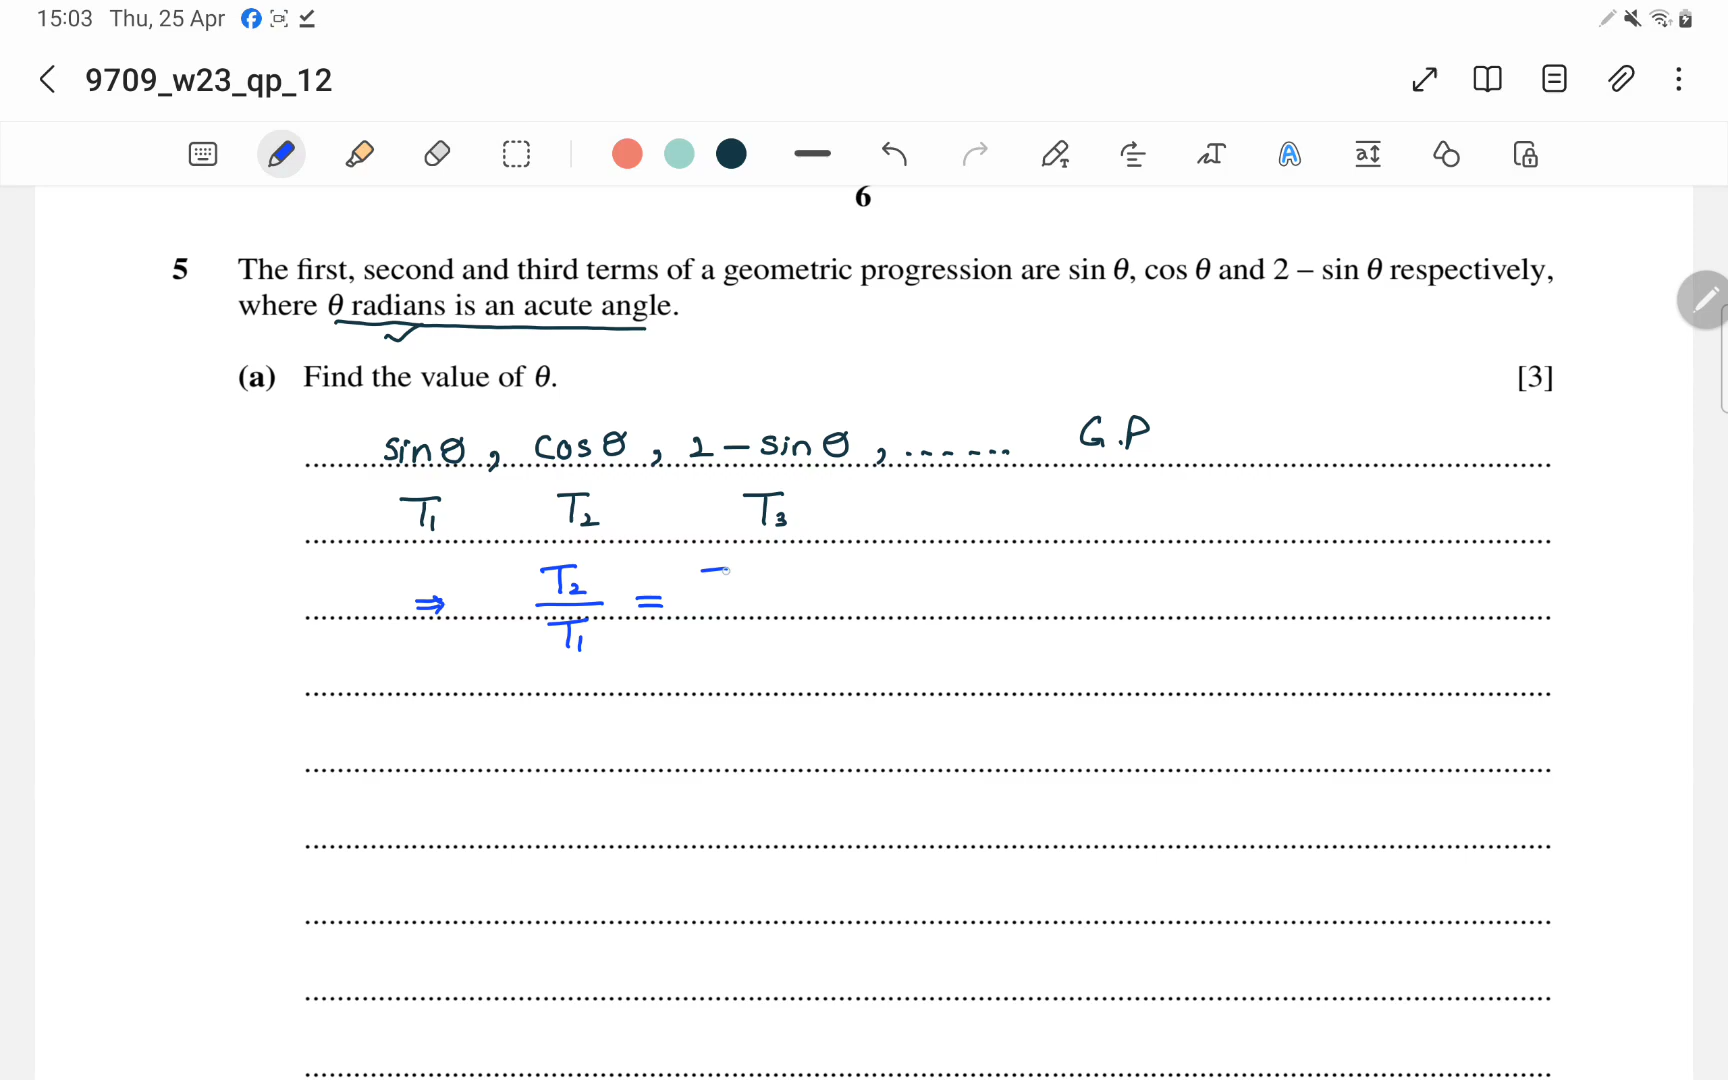 15:03 Thu, 25 Apr
9709_w23_qp_12
6
5 The first, second and third terms of a geometric progression are sin θ, cos θ and 2 – sin θ respectively,
where θ radians is an acute angle.
(a) Find the value of θ. [3]
sin θ, cos θ, 2 – sin θ, ....... G.P
T₁ T₂ T₃
⇒ T₂/T₁ =